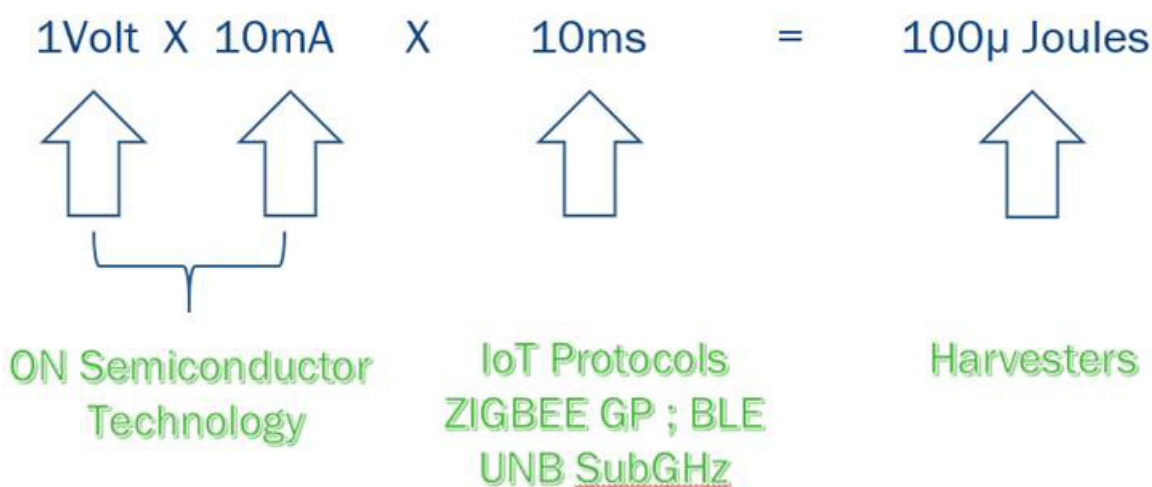 1Volt X 10mA X 10ms = 100µ Joules
ON Semiconductor
Technology
IoT Protocols
ZIGBEE GP ; BLE
UNB SubGHz
Harvesters